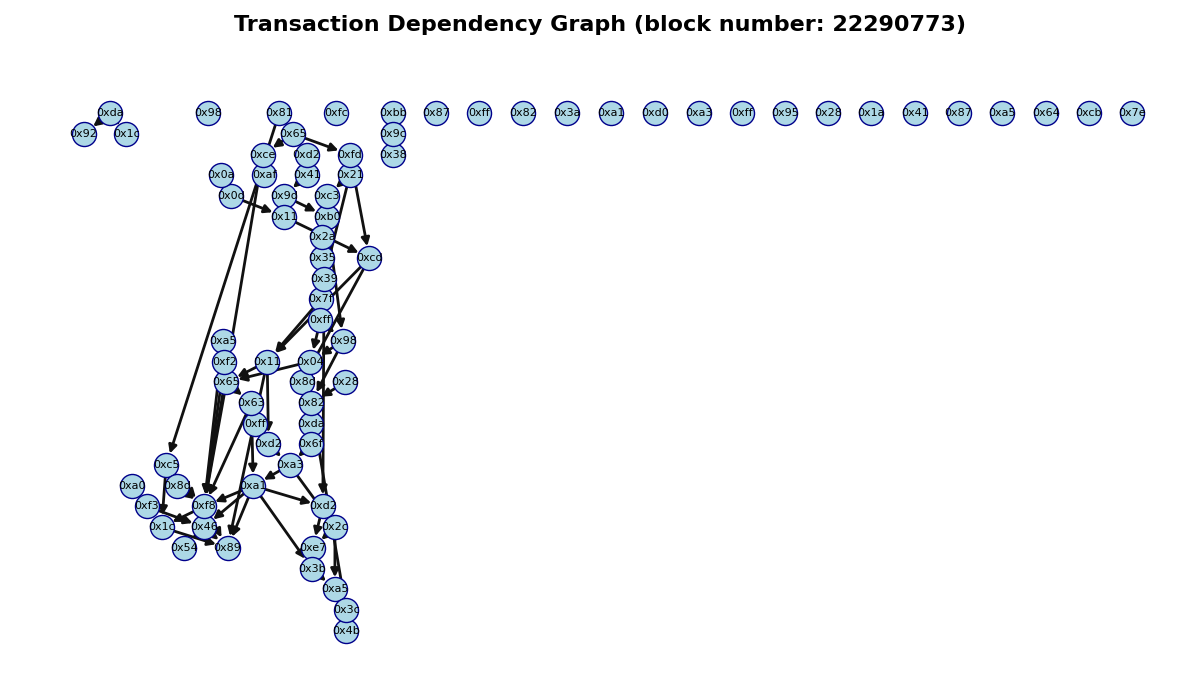 Transaction Dependency Graph (block number: 22290773)
0xda 0x98 0x81 0xfc 0xbb 0x87 0xff 0x82 0x3a 0xa1 0xd0 0xa3 0xff 0x95 0x28 0x1a 0x41 0x87 0xa5 0x64 0xcb 0x7e
0x92 0x1c 0x65 0x9c
0xce 0xd2 0xfd 0x38
0x0a 0xaf 0x41 0x21
0x9d 0xc3
0x11 0xb0
0x2a
0x35 0xcd
0x39
0x7f
0xff
0xa5 0x98
0xf2 0x11 0x04
0x65 0x8d 0x28
0x63 0x82
0xff 0xda
0xd2 0x6f
0xc5 0xa3
0xa0 0x8d 0xa1
0xf3 0xf8 0xd2
0x1c 0x46 0x2c
0x54 0x89 0xe7
0x3b
0xa5
0x3c
0x4b